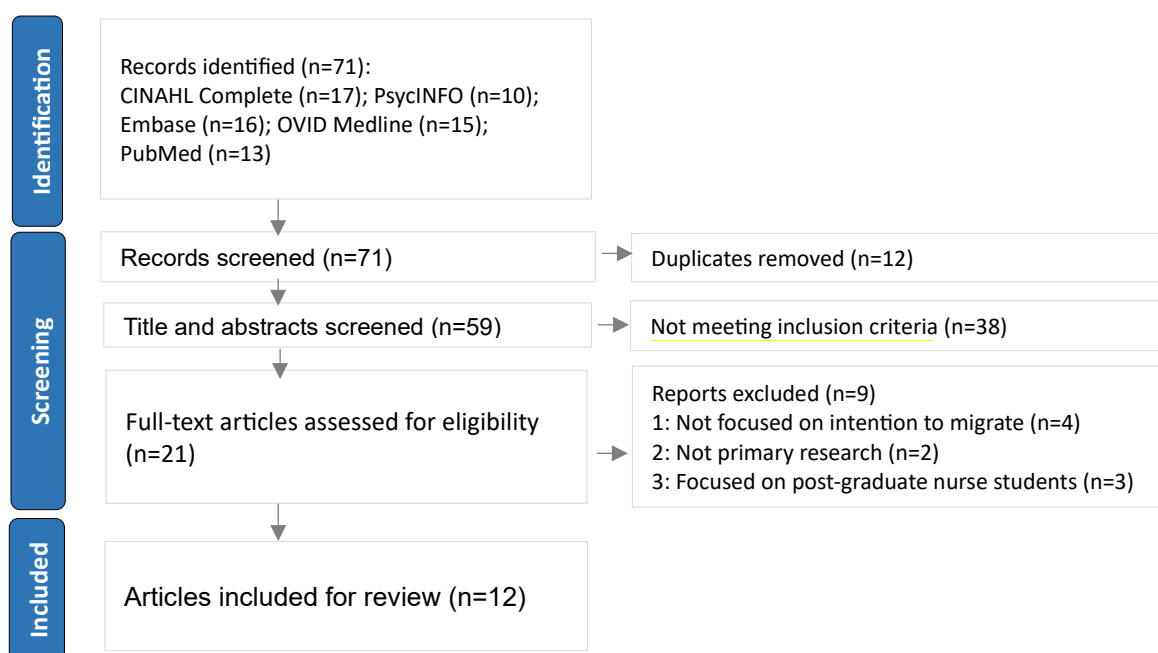 Identification
Records identified (n=71):
CINAHL Complete (n=17); PsycINFO (n=10);
Embase (n=16); OVID Medline (n=15);
PubMed (n=13)
Screening
Records screened (n=71)
Duplicates removed (n=12)
Title and abstracts screened (n=59)
Not meeting inclusion criteria (n=38)
Full-text articles assessed for eligibility
(n=21)
Reports excluded (n=9)
1: Not focused on intention to migrate (n=4)
2: Not primary research (n=2)
3: Focused on post-graduate nurse students (n=3)
Included
Articles included for review (n=12)